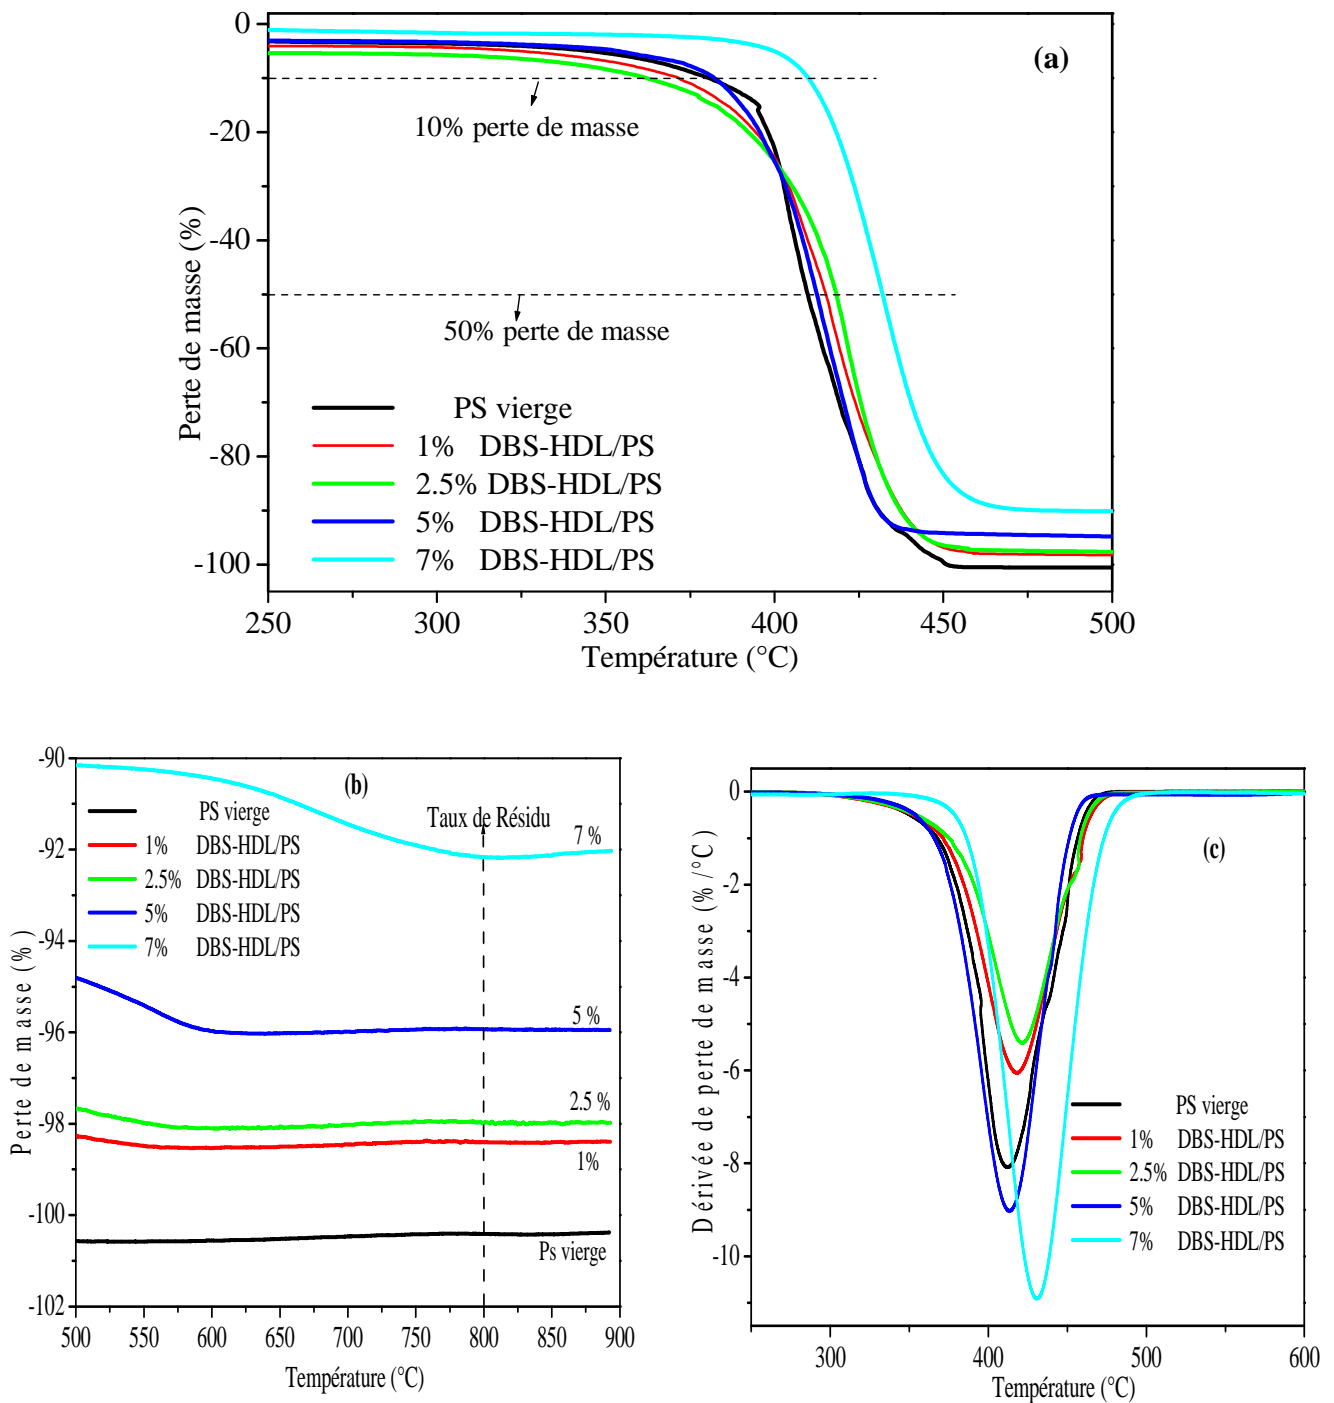 (a)
0
-20
-40
-60
-80
-100
Perte de masse (%)
10% perte de masse
50% perte de masse
PS vierge
1% DBS-HDL/PS
2.5% DBS-HDL/PS
5% DBS-HDL/PS
7% DBS-HDL/PS
250 300 350 400 450 500
Température (°C)
(b)
-90
-92
-94
-96
-98
-100
-102
Perte de masse (%)
PS vierge
1% DBS-HDL/PS
2.5% DBS-HDL/PS
5% DBS-HDL/PS
7% DBS-HDL/PS
Taux de Résidu
7 %
5 %
2.5 %
1%
Ps vierge
500 550 600 650 700 750 800 850 900
Température (°C)
(c)
0
-2
-4
-6
-8
-10
Dérivée de perte de masse (% /°C)
PS vierge
1% DBS-HDL/PS
2.5% DBS-HDL/PS
5% DBS-HDL/PS
7% DBS-HDL/PS
300 400 500 600
Température (°C)